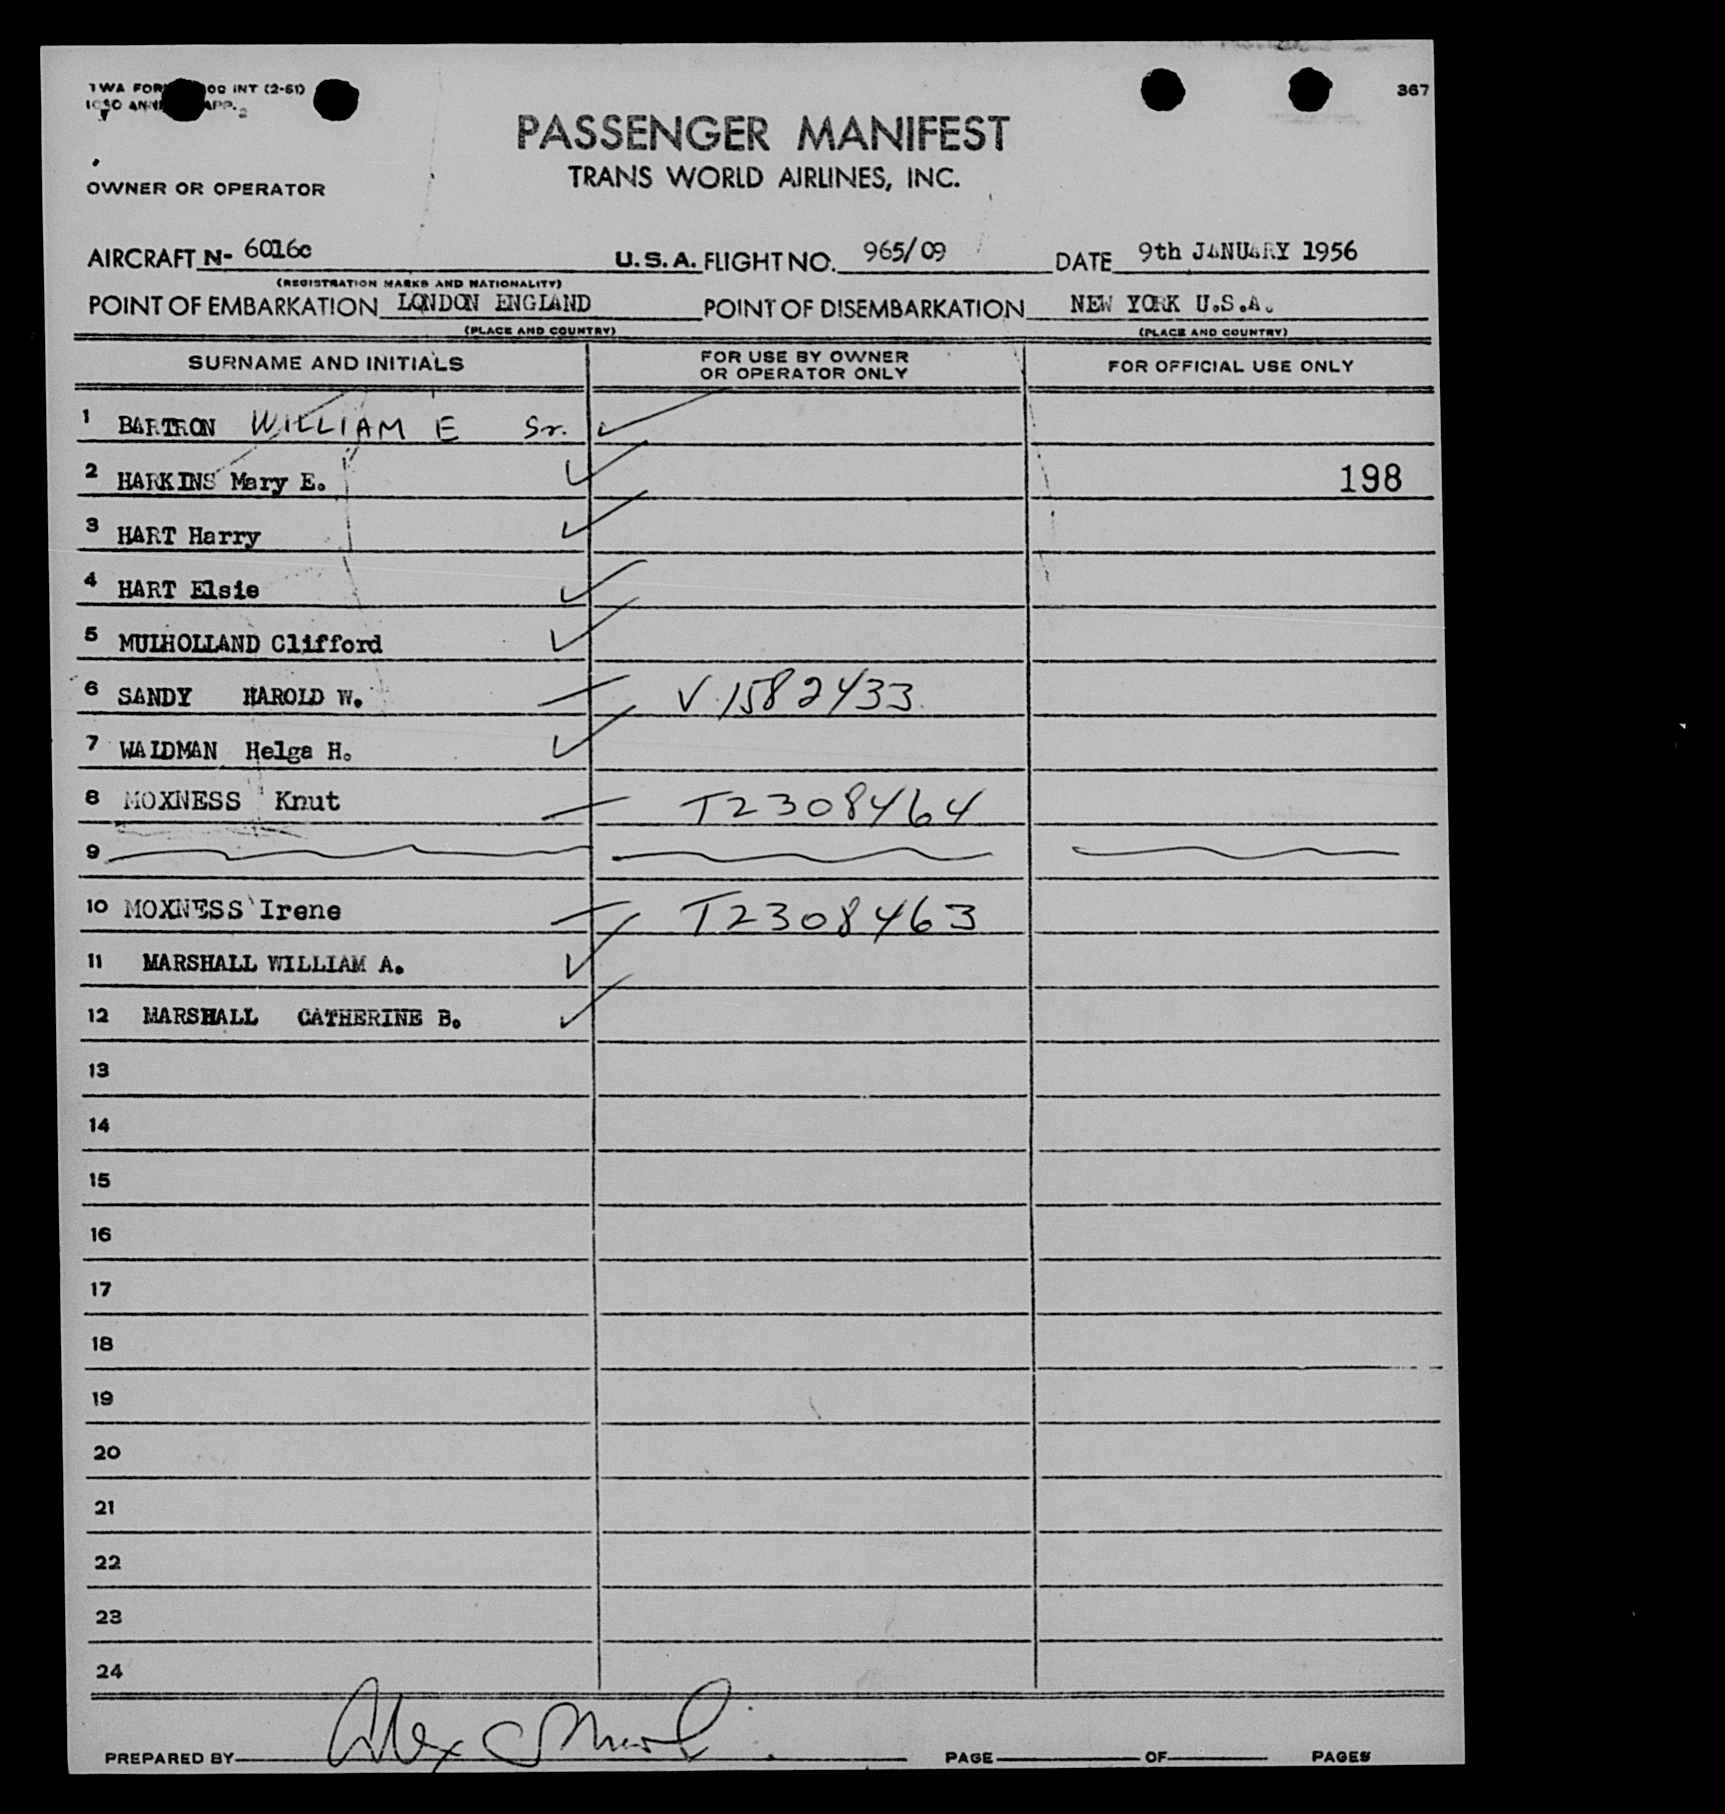 TWA FOR 00 INT (2-51)
367
PASSENGER MANIFEST
TRANS WORLD AIRLINES, INC.
OWNER OR OPERATOR
AIRCRAFT N- 6016c U.S.A. FLIGHT NO. 965/09 DATE 9th JANUARY 1956
(REGISTRATION MARKS AND NATIONALITY)
POINT OF EMBARKATION LONDON ENGLAND POINT OF DISEMBARKATION NEW YORK U.S.A.
(PLACE AND COUNTRY) (PLACE AND COUNTRY)
SURNAME AND INITIALS FOR USE BY OWNER OR OPERATOR ONLY FOR OFFICIAL USE ONLY
1 BARTRON WILLIAM E Sr.
2 HARKINS Mary E. 198
3 HART Harry
4 HART Elsie
5 MULHOLLAND Clifford
6 SANDY HAROLD W. V 1582433
7 WALDMAN Helga H.
8 MOXNESS Knut T2308464
9
10 MOXNESS Irene T2308463
11 MARSHALL WILLIAM A.
12 MARSHALL CATHERINE B.
13
14
15
16
17
18
19
20
21
22
23
24
PREPARED BY Alex PAGE OF PAGES